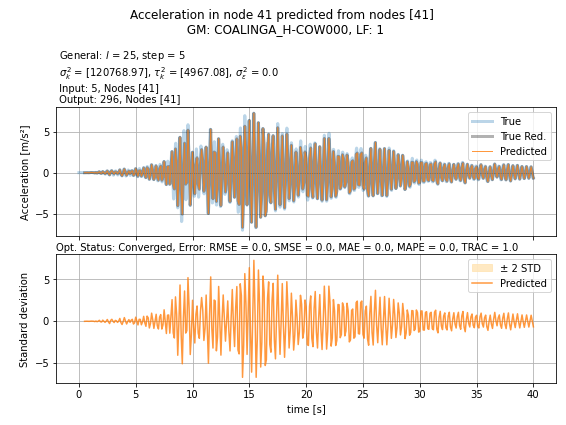 Acceleration in node 41 predicted from nodes [41]
GM: COALINGA_H-COW000, LF: 1
General: l = 25, step = 5
σ²ₖ = [120768.97], τ²ₖ = [4967.08], σ²ε = 0.0
Input: 5, Nodes [41]
Output: 296, Nodes [41]
Acceleration [m/s²]
5
0
−5
True
True Red.
Predicted
Opt. Status: Converged, Error: RMSE = 0.0, SMSE = 0.0, MAE = 0.0, MAPE = 0.0, TRAC = 1.0
Standard deviation
5
0
−5
± 2 STD
Predicted
0 5 10 15 20 25 30 35 40
time [s]